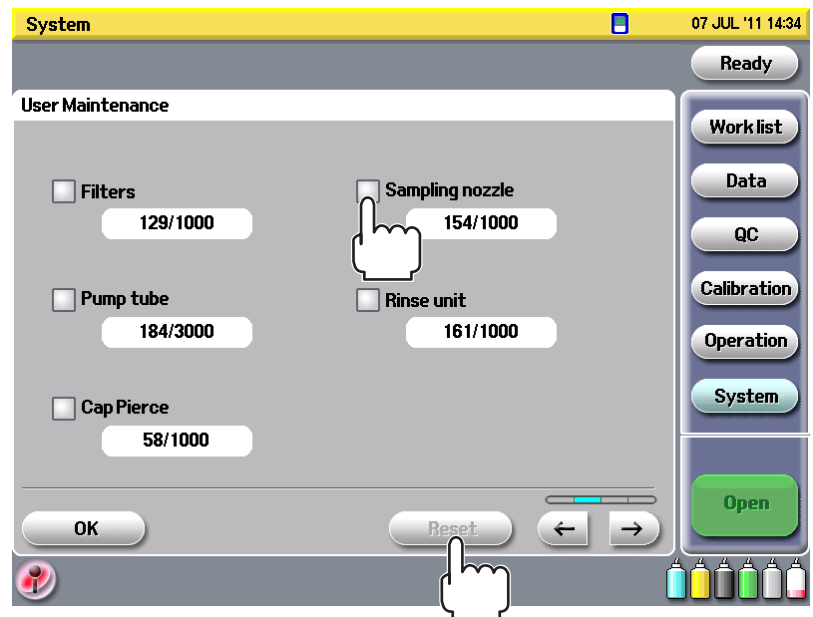 System
07 JUL '11 14:34
Ready
User Maintenance
Work list
Filters
129/1000
Sampling nozzle
154/1000
Data
QC
Pump tube
184/3000
Rinse unit
161/1000
Calibration
Operation
Cap Pierce
58/1000
System
OK
Reset
← →
Open